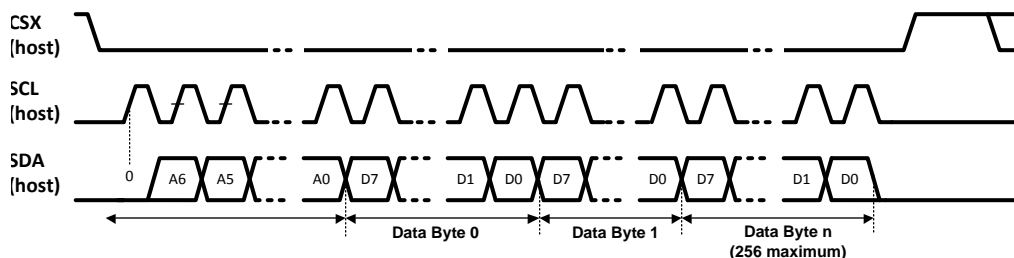 CSX
(host)
SCL
(host)
0 A6 A5 A0 D7 D1 D0 D7 D0 D7 D1 D0
SDA
(host)
Data Byte 0 Data Byte 1 Data Byte n
(256 maximum)